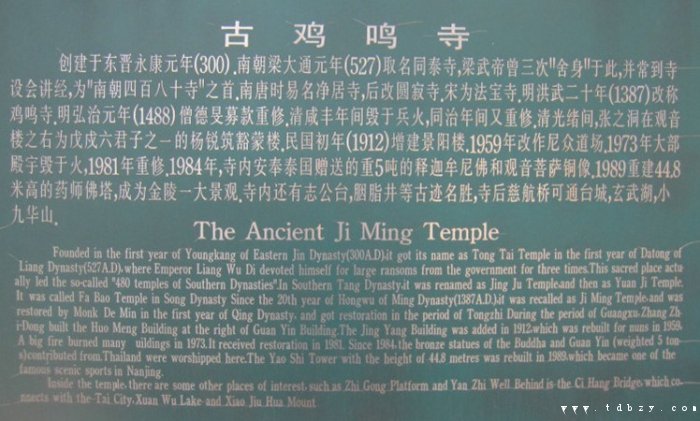 古鸡鸣寺
创建于东晋永康元年(300).南朝梁大通元年(527)取名同泰寺,梁武帝曾三次"舍身"于此,并常到寺
设会讲经,为"南朝四百八十寺"之首.南唐时易名净居寺,后改圆寂寺.宋为法宝寺.明洪武二十年(1387)改称
鸡鸣寺.明弘治元年(1488)僧德旻募款重修.清咸丰年间毁于兵火,同治年间又重修.清光绪间,张之洞在观音
楼之右为戊戌六君子之一的杨锐筑豁蒙楼.民国初年(1912)增建景阳楼.1959年改作尼众道场.1973年大部
殿宇毁于火,1981年重修.1984年,寺内安奉泰国赠送的重5吨的释迦牟尼佛和观音菩萨铜像.1989重建44.8
米高的药师佛塔,成为金陵一大景观.寺内还有志公台,胭脂井等古迹名胜,寺后慈航桥可通台城,玄武湖,小
九华山.
The Ancient Ji Ming Temple
Founded in the first year of Youngkang of Eastern Jin Dynasty(300A.D),it got its name as Tong Tai Temple in the first year of Datong of
Liang Dynasty(527A.D),where Emperor Liang Wu Di devoted himself for large ransoms from the government for three times.This sacred place actu-
ally led the so-called "480 temples of Southern Dynasties".In Southern Tang Dynasty,it was renamed as Jing Ju Temple,and then as Yuan Ji Temple.
It was called Fa Bao Temple in Song Dynasty Since the 20th year of Hongwu of Ming Dynasty(1387A.D.),it was recalled as Ji Ming Temple,and was
restored by Monk De Min in the first year of Qing Dynasty, and got restoration in the period of Tongzhi During the period of Guangxu,Zhang Zh-
i-Dong built the Huo Meng Building at the right of Guan Yin Building.The Jing Yang Building was added in 1912,which was rebuilt for nuns in 1959.
A big fire burned many uildings in 1973.It received restoration in 1981. Since 1984,the bronze statues of the Buddha and Guan Yin (weighted 5 ton-
s)contributed from,Thailand were worshipped here.The Yao Shi Tower with the height of 44.8 metres was rebuilt in 1989,which became one of the
famous scenic sports in Nanjing.
Inside the temple, there are some other places of interest, such as Zhi Gong Platform and Yan Zhi Well. Behind is the Ci Hang Bridge, which co-
nnects with the Tai City, Xuan Wu Lake and Xiao Jiu Hua Mount
www.tdbzy.com